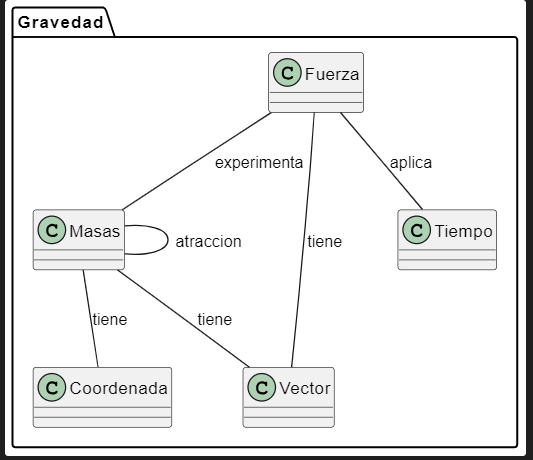 Gravedad
C Fuerza
experimenta
aplica
C Masas
atraccion
tiene
C Tiempo
tiene
tiene
C Coordenada
C Vector